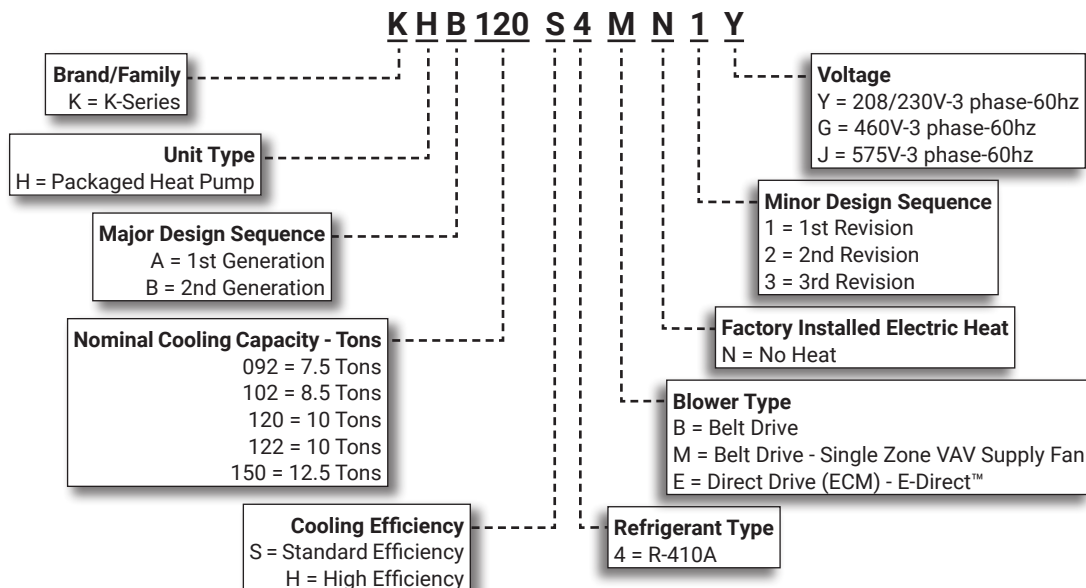 K H B 120 S 4 M N 1 Y
Brand/Family
K = K-Series
Unit Type
H = Packaged Heat Pump
Major Design Sequence
A = 1st Generation
B = 2nd Generation
Nominal Cooling Capacity - Tons
092 = 7.5 Tons
102 = 8.5 Tons
120 = 10 Tons
122 = 10 Tons
150 = 12.5 Tons
Cooling Efficiency
S = Standard Efficiency
H = High Efficiency
Refrigerant Type
4 = R-410A
Blower Type
B = Belt Drive
M = Belt Drive - Single Zone VAV Supply Fan
E = Direct Drive (ECM) - E-Direct™
Factory Installed Electric Heat
N = No Heat
Minor Design Sequence
1 = 1st Revision
2 = 2nd Revision
3 = 3rd Revision
Voltage
Y = 208/230V-3 phase-60hz
G = 460V-3 phase-60hz
J = 575V-3 phase-60hz